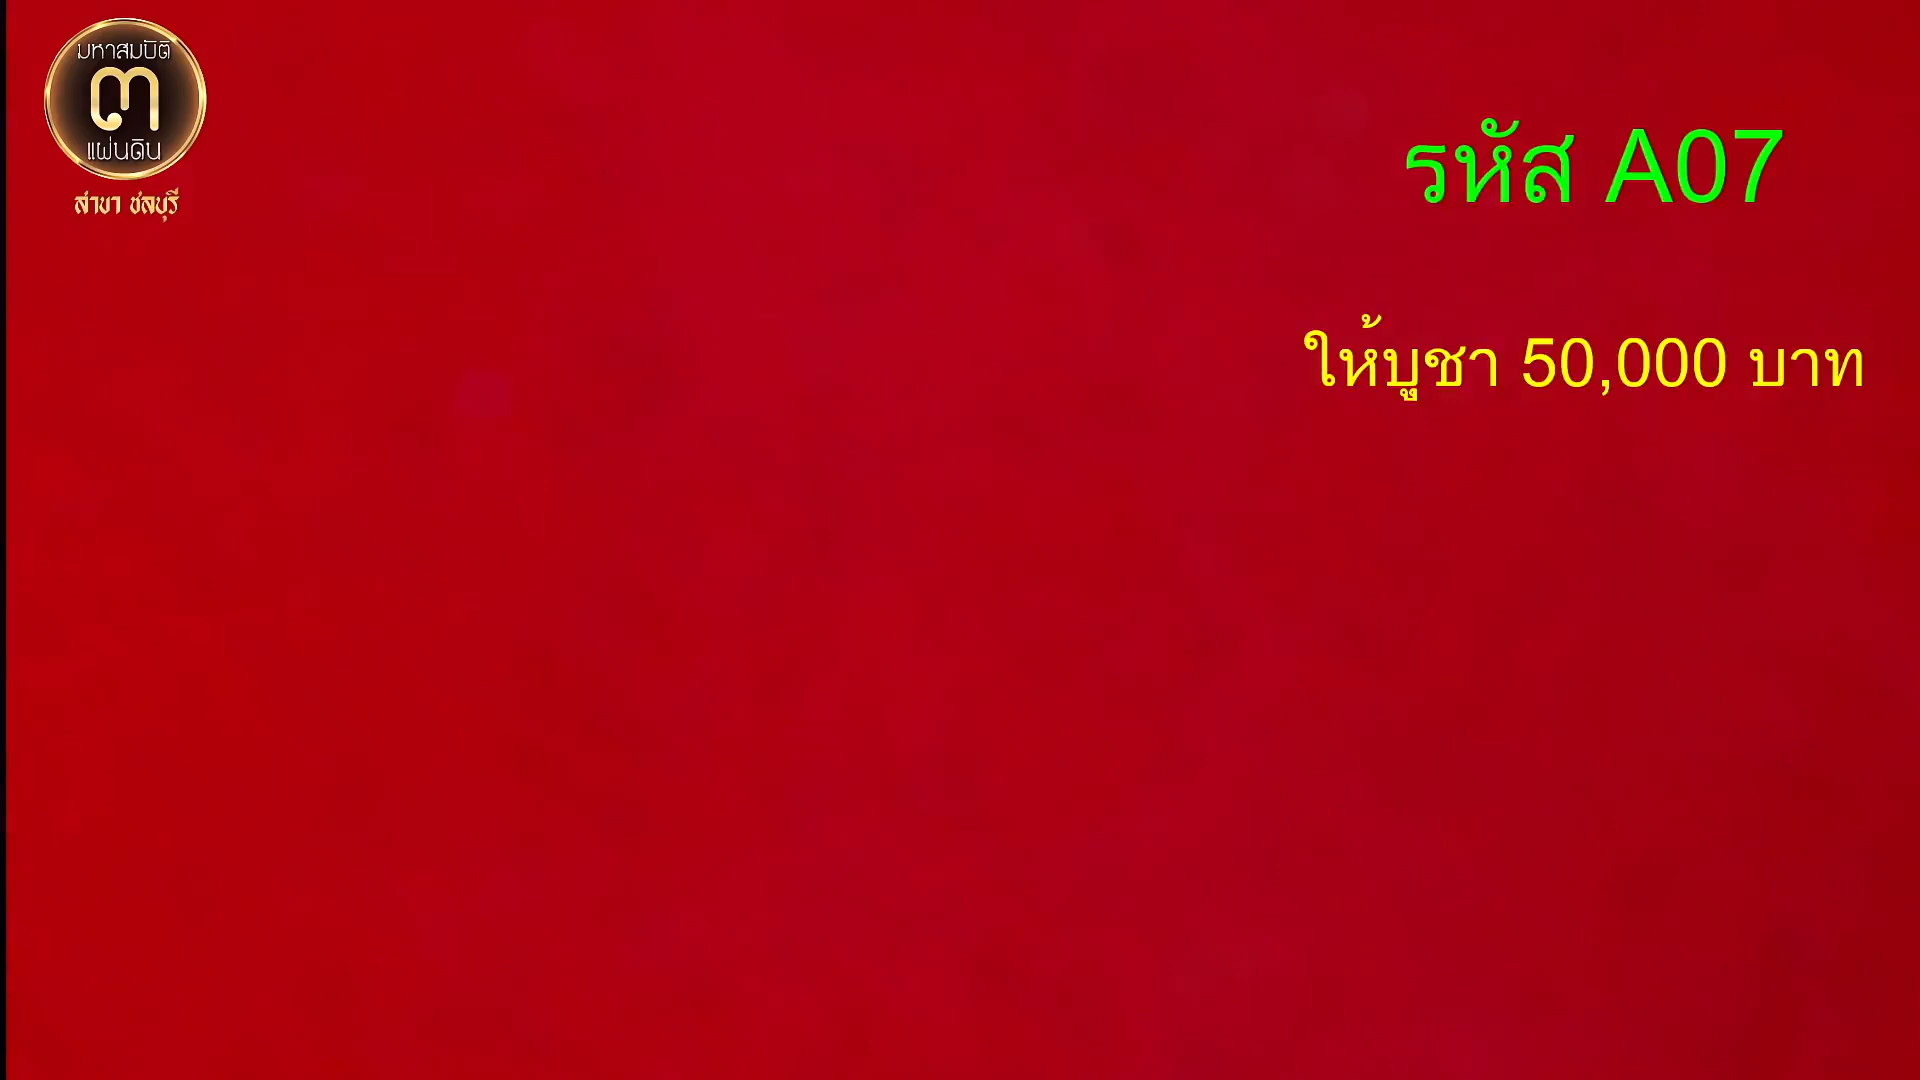 มหาสมบัติ
๓
แผ่นดิน
สาขา ชลบุรี
รหัส A07
ให้บูชา 50,000 บาท